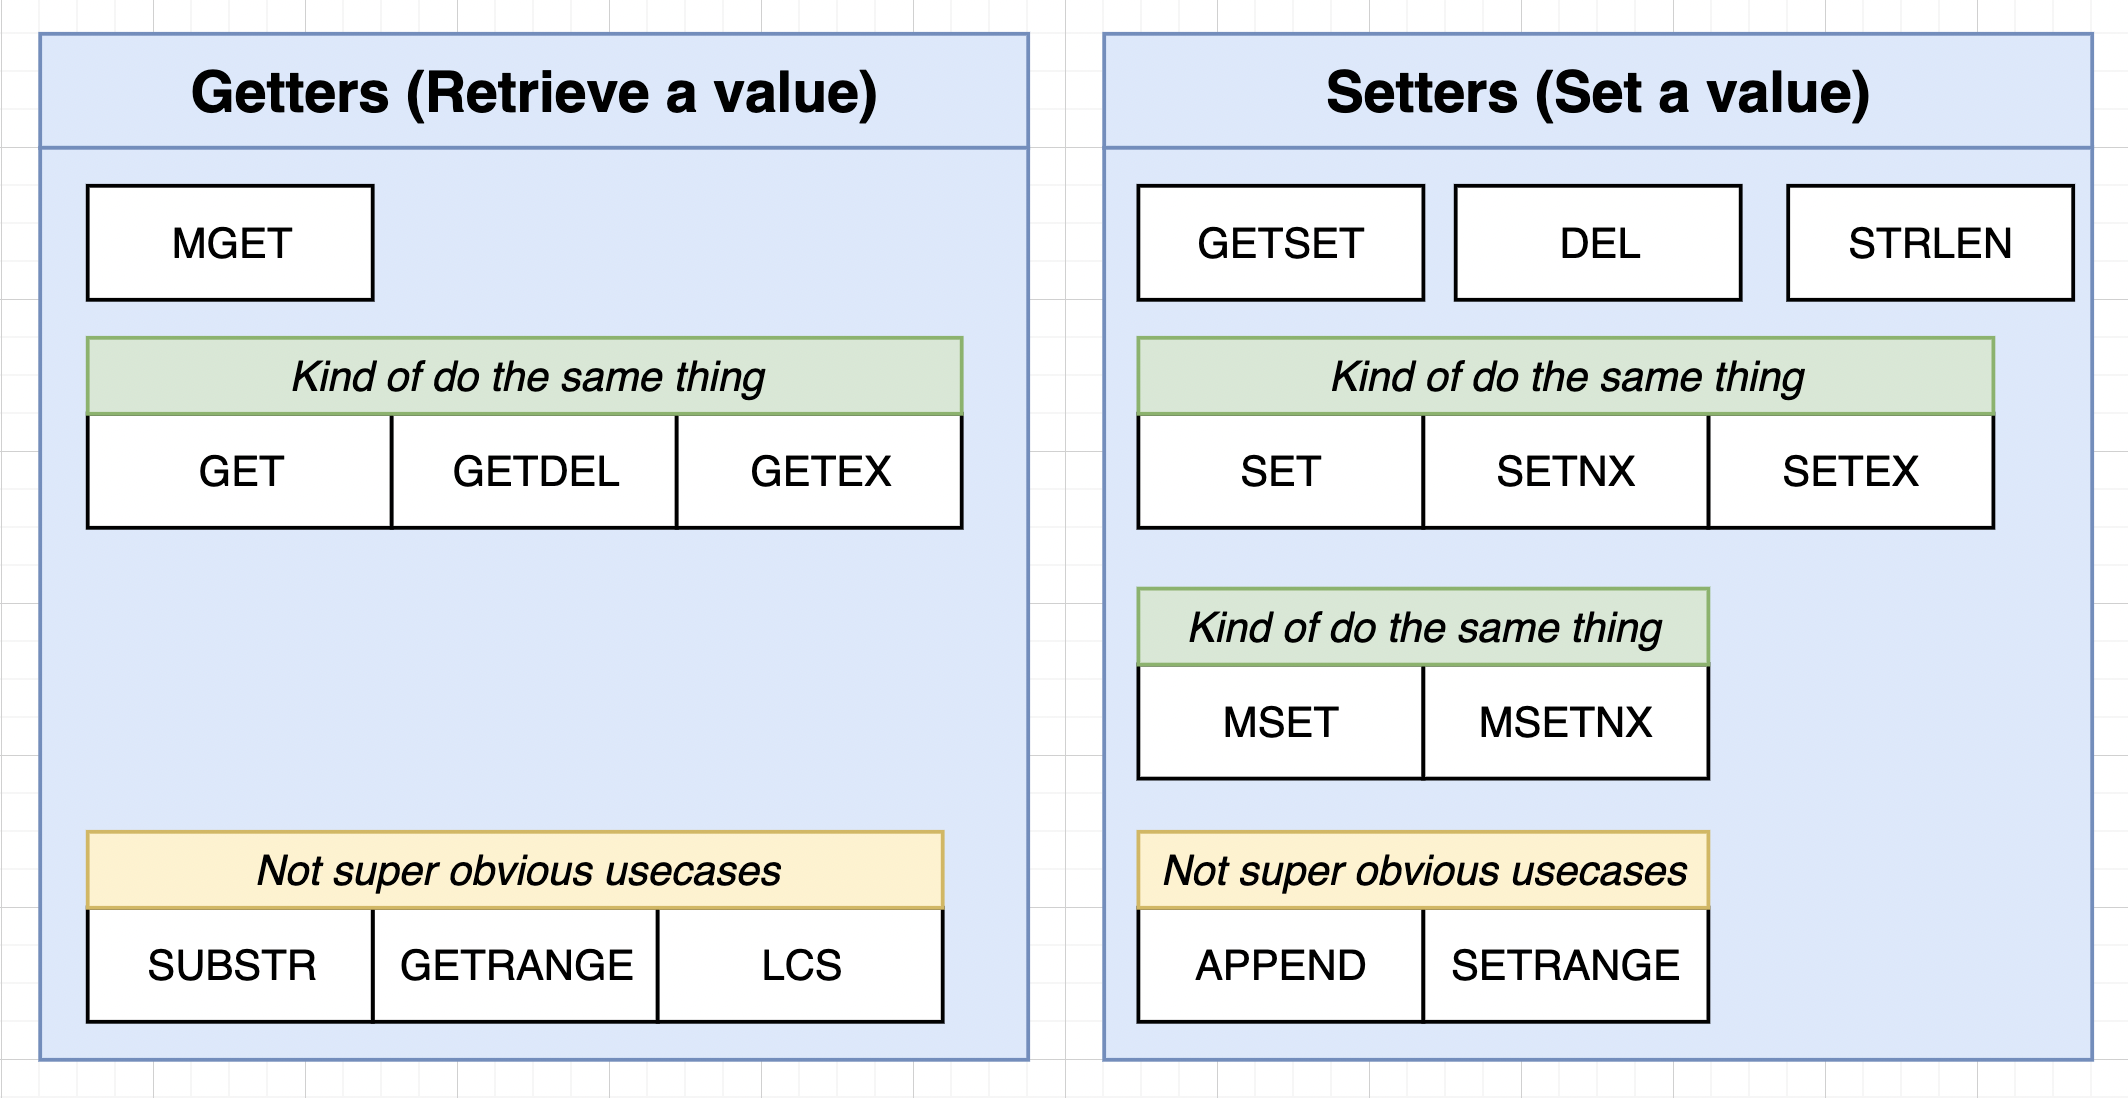 Getters (Retrieve a value)
MGET
Kind of do the same thing
GET
GETDEL
GETEX
Not super obvious usecases
SUBSTR
GETRANGE
LCS
Setters (Set a value)
GETSET
DEL
STRLEN
Kind of do the same thing
SET
SETNX
SETEX
Kind of do the same thing
MSET
MSETNX
Not super obvious usecases
APPEND
SETRANGE